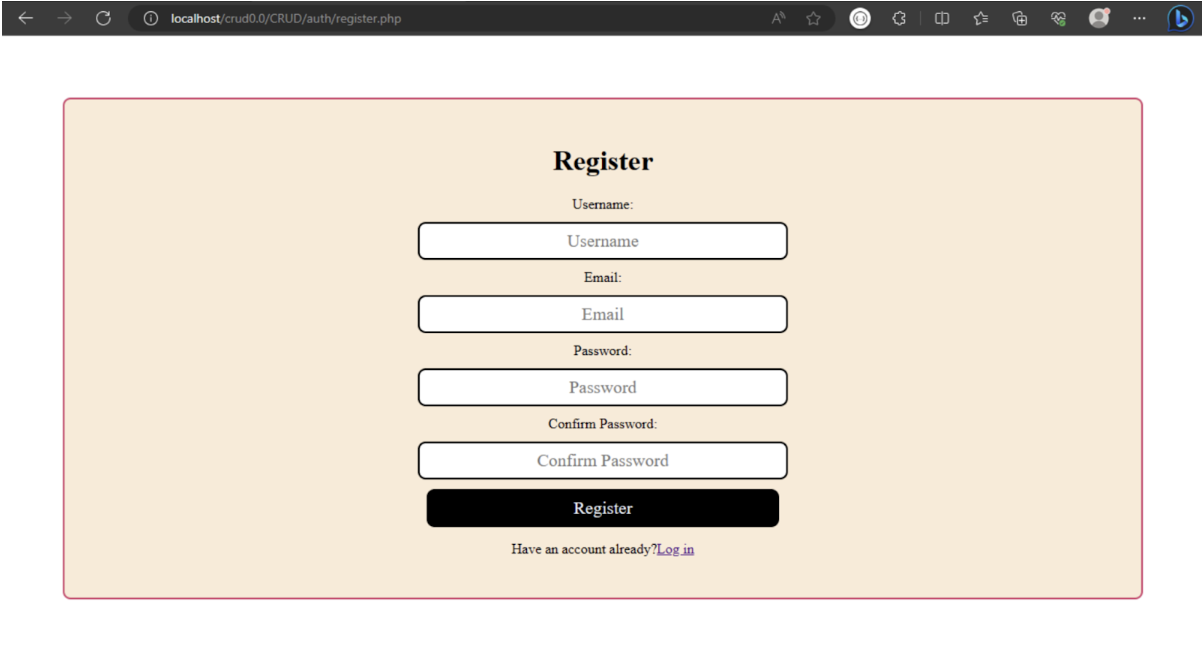 localhost/crud0.0/CRUD/auth/register.php
Register
Username:
Username
Email:
Email
Password:
Password
Confirm Password:
Confirm Password
Register
Have an account already?Log in